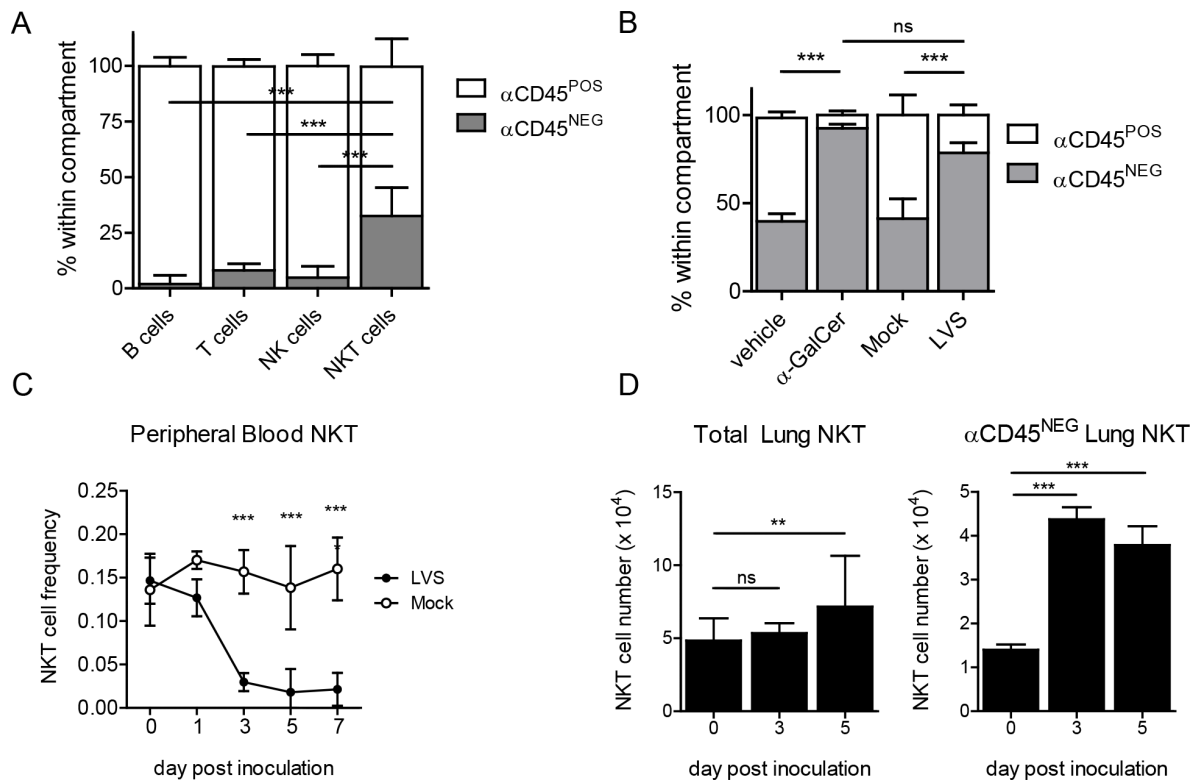 A
% within compartment
100
75
50
25
0
***
***
***
B cells
T cells
NK cells
NKT cells
αCD45POS
αCD45NEG
B
ns
***
***
% within compartment
100
50
0
vehicle
α-GalCer
Mock
LVS
αCD45POS
αCD45NEG
C
Peripheral Blood NKT
NKT cell frequency
0.25
0.20
0.15
0.10
0.05
0.00
***
***
***
0 1 3 5 7
day post inoculation
LVS
Mock
D
Total Lung NKT
NKT cell number (x 10⁴)
15
10
5
0
**
ns
0 3 5
day post inoculation
αCD45NEG Lung NKT
NKT cell number (x 10⁴)
5
4
3
2
1
0
***
***
0 3 5
day post inoculation